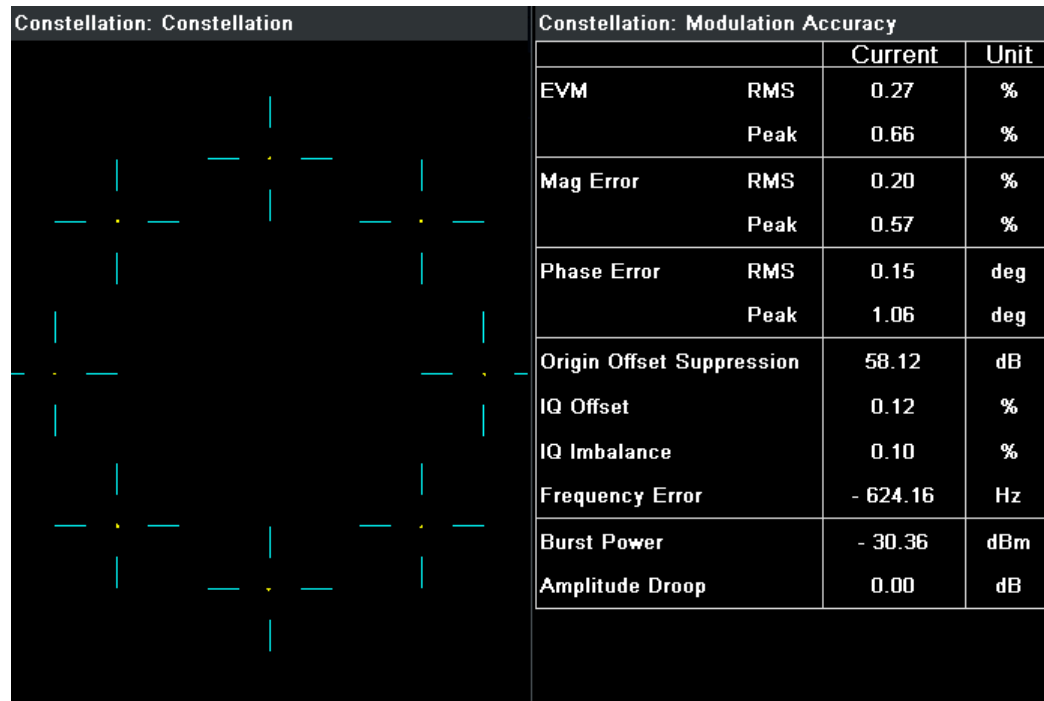 Constellation: Constellation
Constellation: Modulation Accuracy
Current Unit
EVM RMS 0.27 %
Peak 0.66 %
Mag Error RMS 0.20 %
Peak 0.57 %
Phase Error RMS 0.15 deg
Peak 1.06 deg
Origin Offset Suppression 58.12 dB
IQ Offset 0.12 %
IQ Imbalance 0.10 %
Frequency Error - 624.16 Hz
Burst Power - 30.36 dBm
Amplitude Droop 0.00 dB